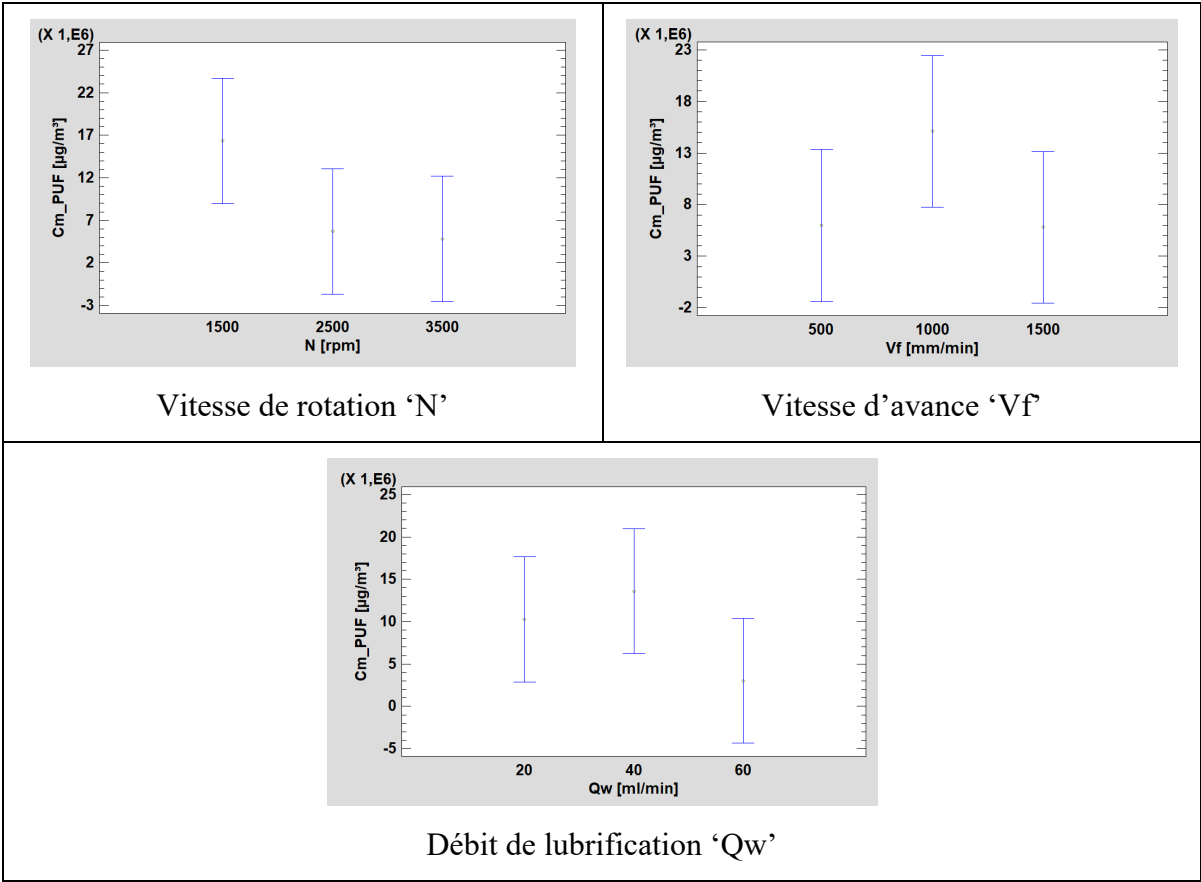 (X 1,E6)
27
22
17
12
7
2
-3
Cm_PUF [µg/m³]
1500 2500 3500
N [rpm]
Vitesse de rotation ‘N’
(X 1,E6)
23
18
13
8
3
-2
Cm_PUF [µg/m³]
500 1000 1500
Vf [mm/min]
Vitesse d’avance ‘Vf’
(X 1,E6)
25
20
15
10
5
0
-5
Cm_PUF [µg/m³]
20 40 60
Qw [ml/min]
Débit de lubrification ‘Qw’